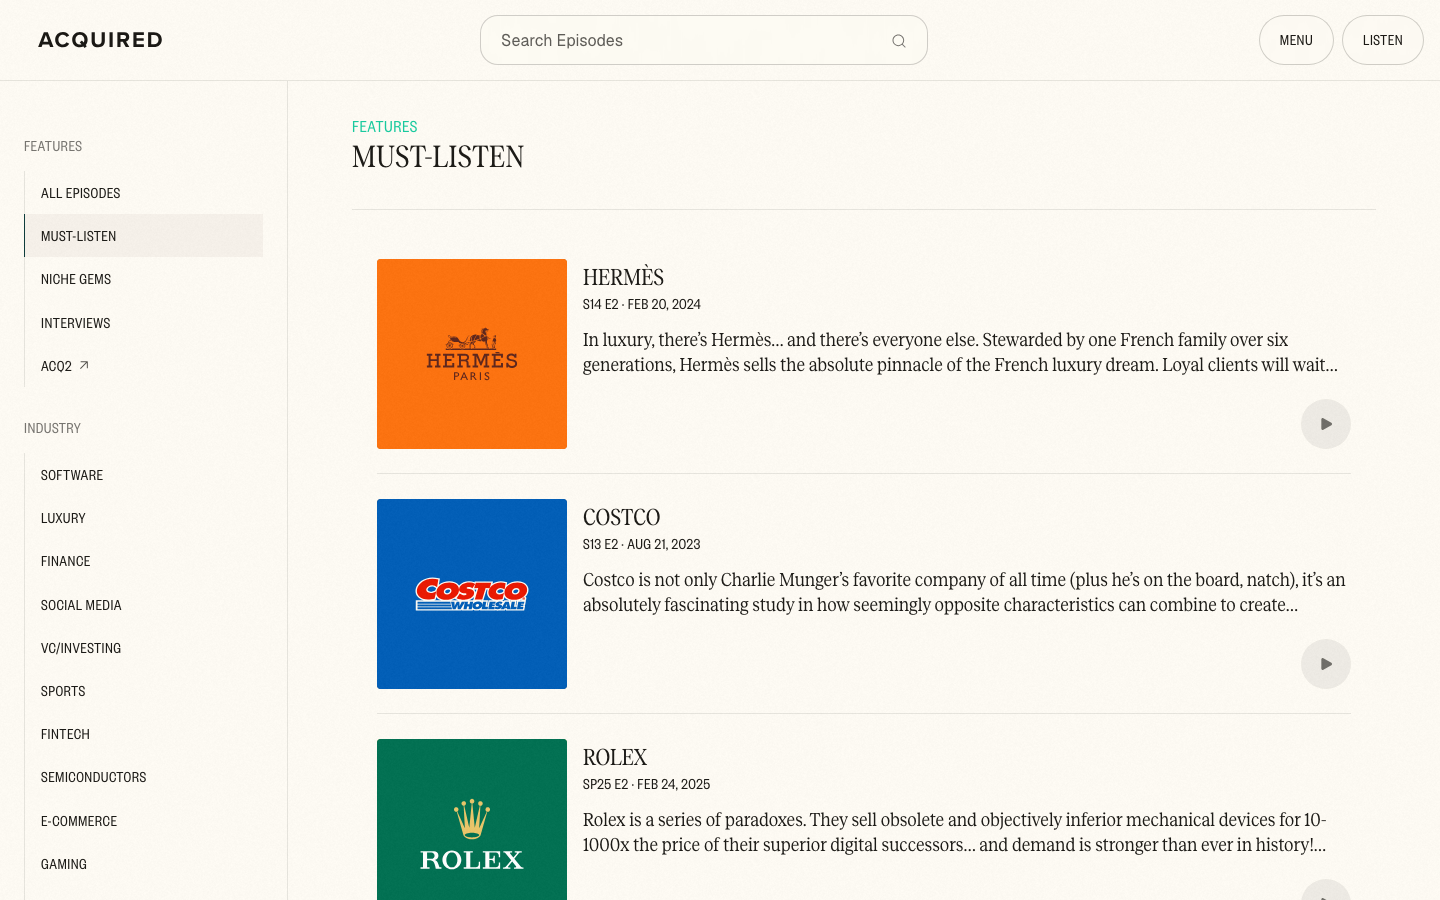 ACQUIRED
Search Episodes
MENU
LISTEN
FEATURES
ALL EPISODES
MUST-LISTEN
NICHE GEMS
INTERVIEWS
ACQ2
INDUSTRY
SOFTWARE
LUXURY
FINANCE
SOCIAL MEDIA
VC/INVESTING
SPORTS
FINTECH
SEMICONDUCTORS
E-COMMERCE
GAMING
FEATURES
MUST-LISTEN
HERMÈS
PARIS
HERMÈS
S14 E2 · FEB 20, 2024
In luxury, there’s Hermès… and there’s everyone else. Stewarded by one French family over six
generations, Hermès sells the absolute pinnacle of the French luxury dream. Loyal clients will wait…
COSTCO
WHOLESALE
COSTCO
S13 E2 · AUG 21, 2023
Costco is not only Charlie Munger’s favorite company of all time (plus he’s on the board, natch), it’s an
absolutely fascinating study in how seemingly opposite characteristics can combine to create…
ROLEX
ROLEX
SP25 E2 · FEB 24, 2025
Rolex is a series of paradoxes. They sell obsolete and objectively inferior mechanical devices for 10-
1000x the price of their superior digital successors… and demand is stronger than ever in history!…